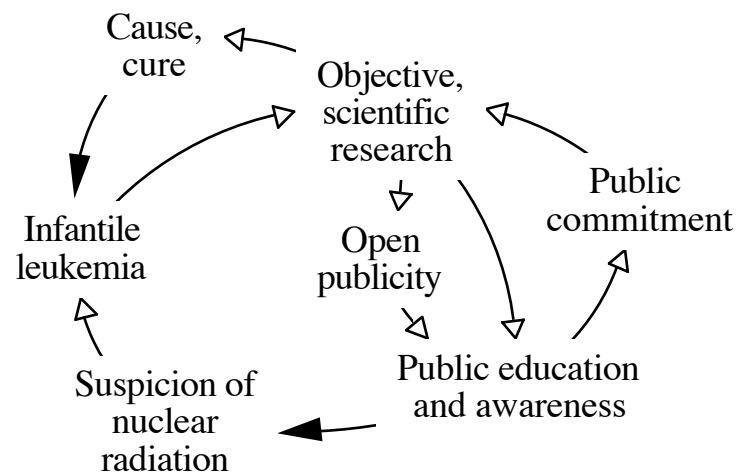 Cause,
cure
Objective,
scientific
research
Public
commitment
Infantile
leukemia
Open
publicity
Public education
and awareness
Suspicion of
nuclear
radiation